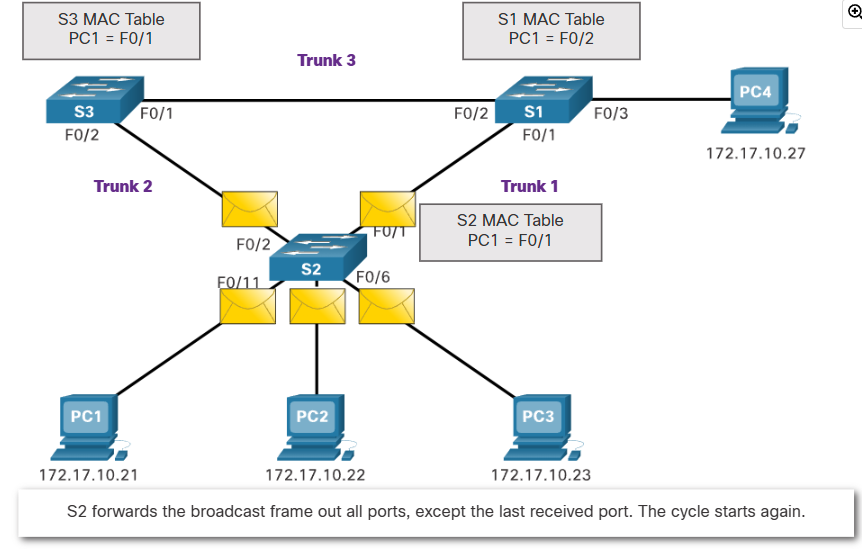 S3 MAC Table
PC1 = F0/1
S1 MAC Table
PC1 = F0/2
Trunk 3
PC4
S3
F0/1
F0/2
S1
F0/3
F0/2
F0/1
172.17.10.27
Trunk 2
Trunk 1
S2 MAC Table
PC1 = F0/1
F0/1
F0/2
S2
F0/11
F0/6
PC1
PC2
PC3
172.17.10.21
172.17.10.22
172.17.10.23
S2 forwards the broadcast frame out all ports, except the last received port. The cycle starts again.